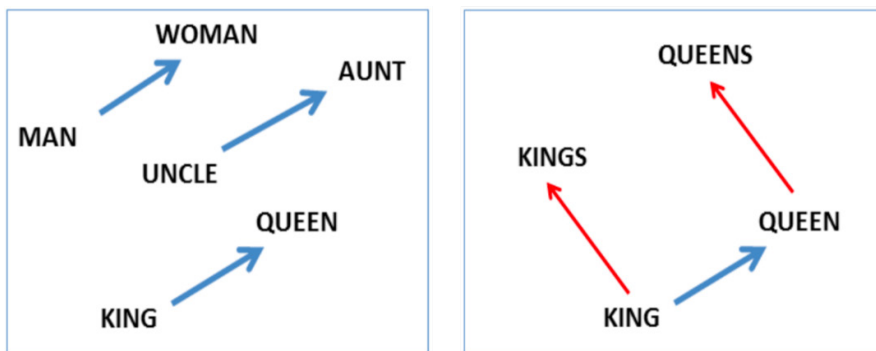 WOMAN
AUNT
MAN
UNCLE
QUEEN
KING
QUEENS
KINGS
QUEEN
KING